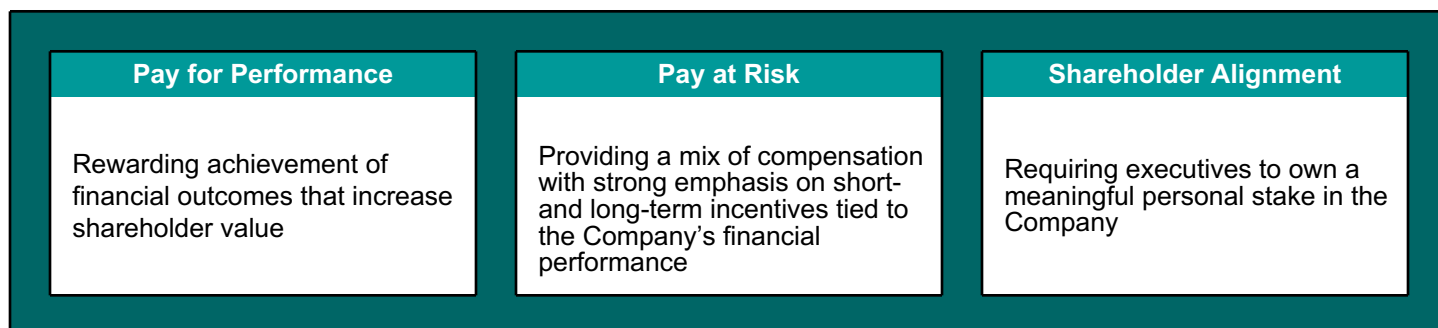 Pay for Performance
Rewarding achievement of
financial outcomes that increase
shareholder value
Pay at Risk
Providing a mix of compensation
with strong emphasis on short-
and long-term incentives tied to
the Company’s financial
performance
Shareholder Alignment
Requiring executives to own a
meaningful personal stake in the
Company